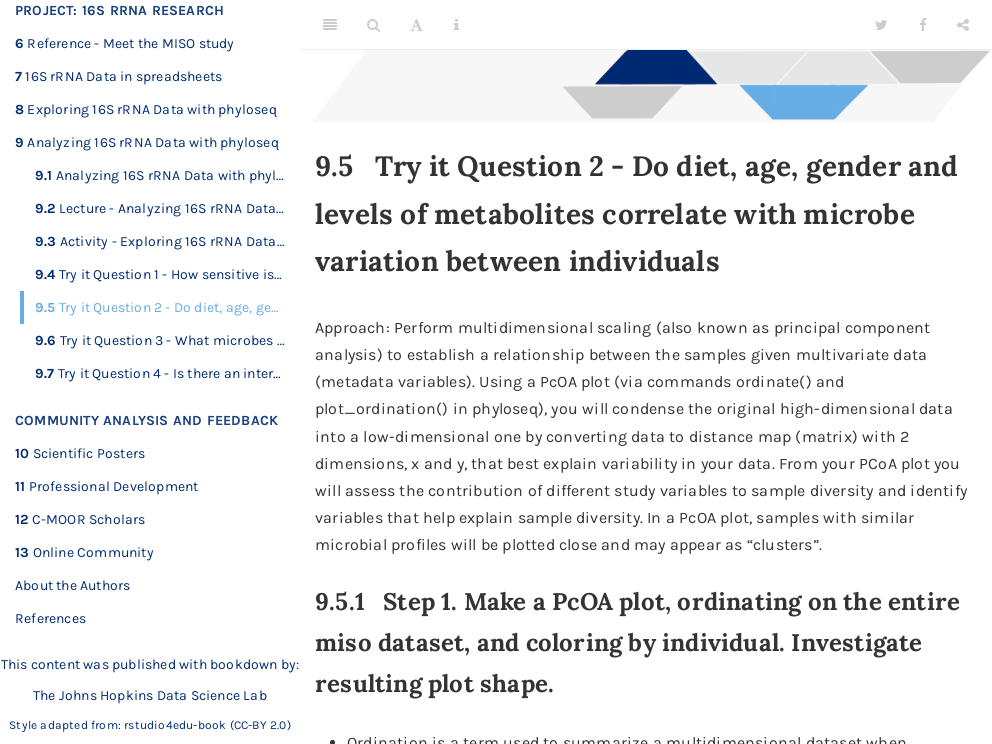 PROJECT: 16S RRNA RESEARCH
6 Reference - Meet the MISO study
7 16S rRNA Data in spreadsheets
8 Exploring 16S rRNA Data with phyloseq
9 Analyzing 16S rRNA Data with phyloseq
9.1 Analyzing 16S rRNA Data with phyl...
9.2 Lecture - Analyzing 16S rRNA Data...
9.3 Activity - Exploring 16S rRNA Data...
9.4 Try it Question 1 - How sensitive is...
9.5 Try it Question 2 - Do diet, age, ge...
9.6 Try it Question 3 - What microbes ...
9.7 Try it Question 4 - Is there an inter...
COMMUNITY ANALYSIS AND FEEDBACK
10 Scientific Posters
11 Professional Development
12 C-MOOR Scholars
13 Online Community
About the Authors
References
This content was published with bookdown by:
The Johns Hopkins Data Science Lab
Style adapted from: rstudio4edu-book (CC-BY 2.0)
9.5 Try it Question 2 - Do diet, age, gender and
levels of metabolites correlate with microbe
variation between individuals
Approach: Perform multidimensional scaling (also known as principal component
analysis) to establish a relationship between the samples given multivariate data
(metadata variables). Using a PcOA plot (via commands ordinate() and
plot_ordination() in phyloseq), you will condense the original high-dimensional data
into a low-dimensional one by converting data to distance map (matrix) with 2
dimensions, x and y, that best explain variability in your data. From your PCoA plot you
will assess the contribution of different study variables to sample diversity and identify
variables that help explain sample diversity. In a PcOA plot, samples with similar
microbial profiles will be plotted close and may appear as “clusters”.
9.5.1 Step 1. Make a PcOA plot, ordinating on the entire
miso dataset, and coloring by individual. Investigate
resulting plot shape.
• Ordination is a term used to summarize a multidimensional dataset when